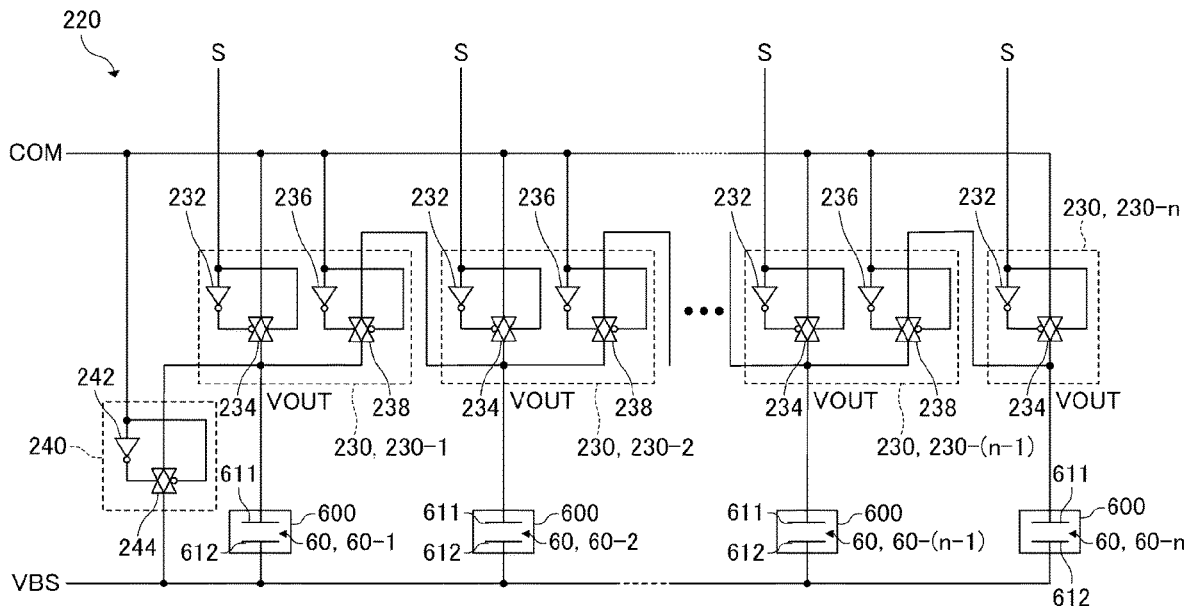 220
S S S S
COM
232 236 232 236 232 236 232 230, 230-n
242
234 VOUT 238 234 VOUT 238 234 VOUT 238 234 VOUT
240
230, 230-1 230, 230-2 230, 230-(n-1)
611 600 611 600 611 600 611 600
244 612 60, 60-1 612 60, 60-2 612 60, 60-(n-1) 60, 60-n
612
VBS